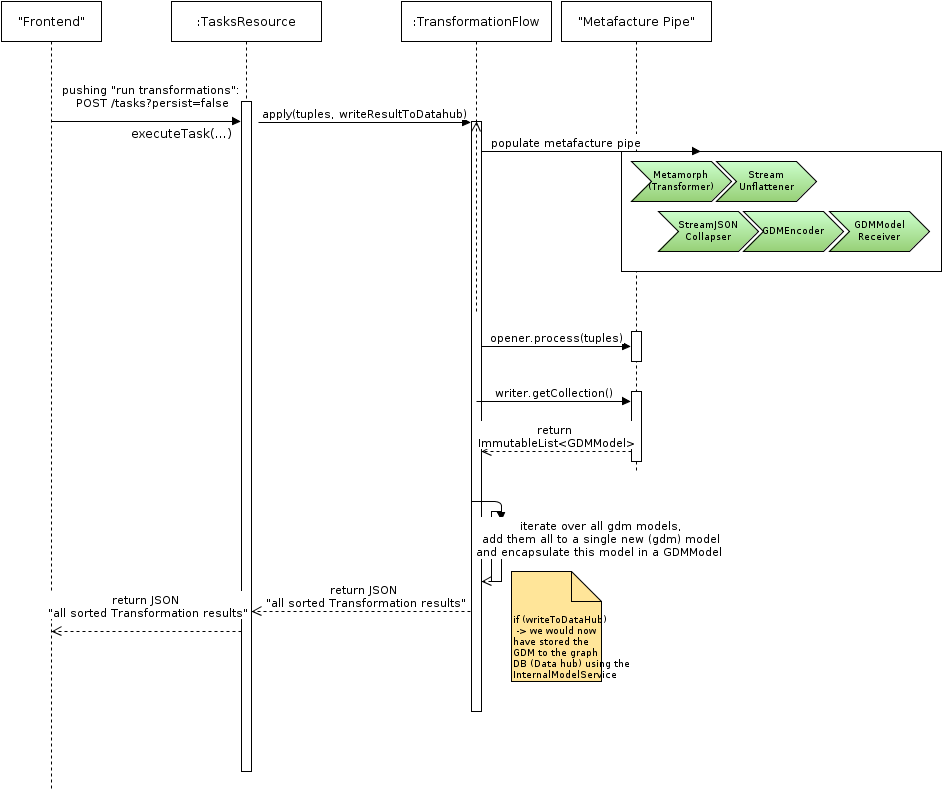 "Frontend"
:TasksResource
:TransformationFlow
"Metafacture Pipe"
pushing "run transformations":
POST /tasks?persist=false
executeTask(...)
apply(tuples, writeResultToDatahub)
populate metafacture pipe
Metamorph
(Transformer)
Stream
Unflattener
StreamJSON
Collapser
GDMEncoder
GDMModel
Receiver
opener.process(tuples)
writer.getCollection()
return
ImmutableList<GDMModel>
iterate over all gdm models,
add them all to a single new (gdm) model
and encapsulate this model in a GDMModel
return JSON
"all sorted Transformation results"
return JSON
"all sorted Transformation results"
if (writeToDataHub)
-> we would now
have stored the
GDM to the graph
DB (Data hub) using the
InternalModelService